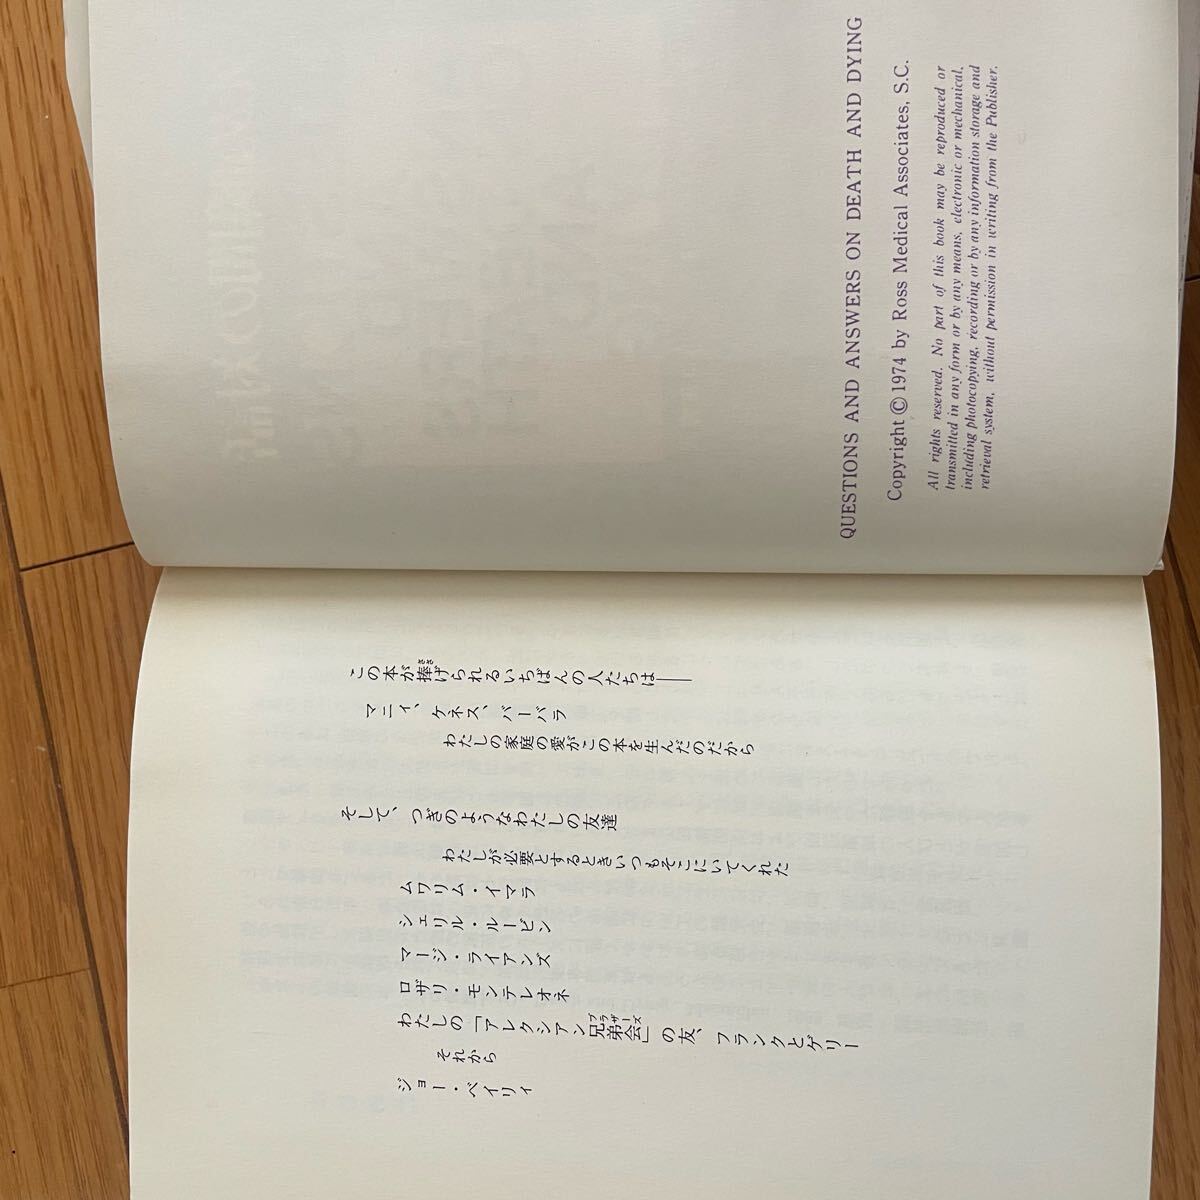 QUESTIONS AND ANSWERS ON DEATH AND DYING
Copyright © 1974 by Ross Medical Associates, S.C.
All rights reserved. No part of this book may be reproduced or
transmitted in any form or by any means, electronic or mechanical,
including photocopying, recording or by any information storage and
retrieval system, without permission in writing from the Publisher.
この本が捧げられるいちばんの人たちは——
マニイ、ケネス、バーバラ
わたしの家庭の愛がこの本を生んだのだから
そして、つぎのようなわたしの友達
わたしが必要とするときいつもそこにいてくれた
ムワリム・イマラ
シェリル・ルービン
マージ・ライアンズ
ロザリ・モンテレオネ
わたしの「アレクシアン兄弟会」の友、フランクとゲリー
それから
ジョー・ベイリィ